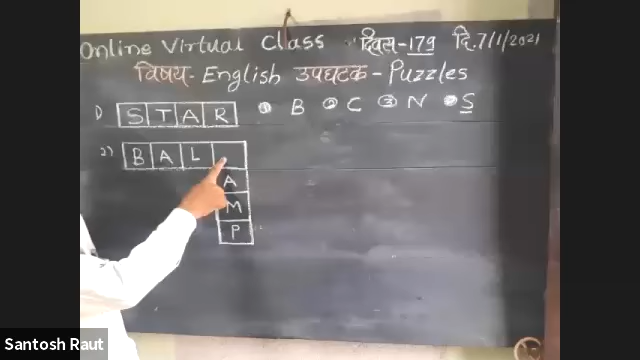 Online Virtual Class दिवस-179 दि.7/1/2021
विषय- English उपघटक - Puzzles
1) S T A R ① B ② C ③ N ④ S
2) B A L
A
M
P
Santosh Raut